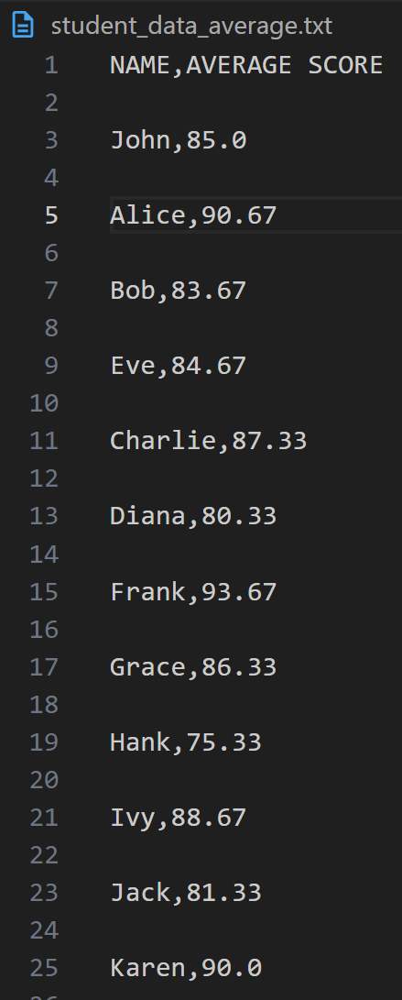 student_data_average.txt
1 NAME,AVERAGE SCORE
2
3 John,85.0
4
5 Alice,90.67
6
7 Bob,83.67
8
9 Eve,84.67
10
11 Charlie,87.33
12
13 Diana,80.33
14
15 Frank,93.67
16
17 Grace,86.33
18
19 Hank,75.33
20
21 Ivy,88.67
22
23 Jack,81.33
24
25 Karen,90.0